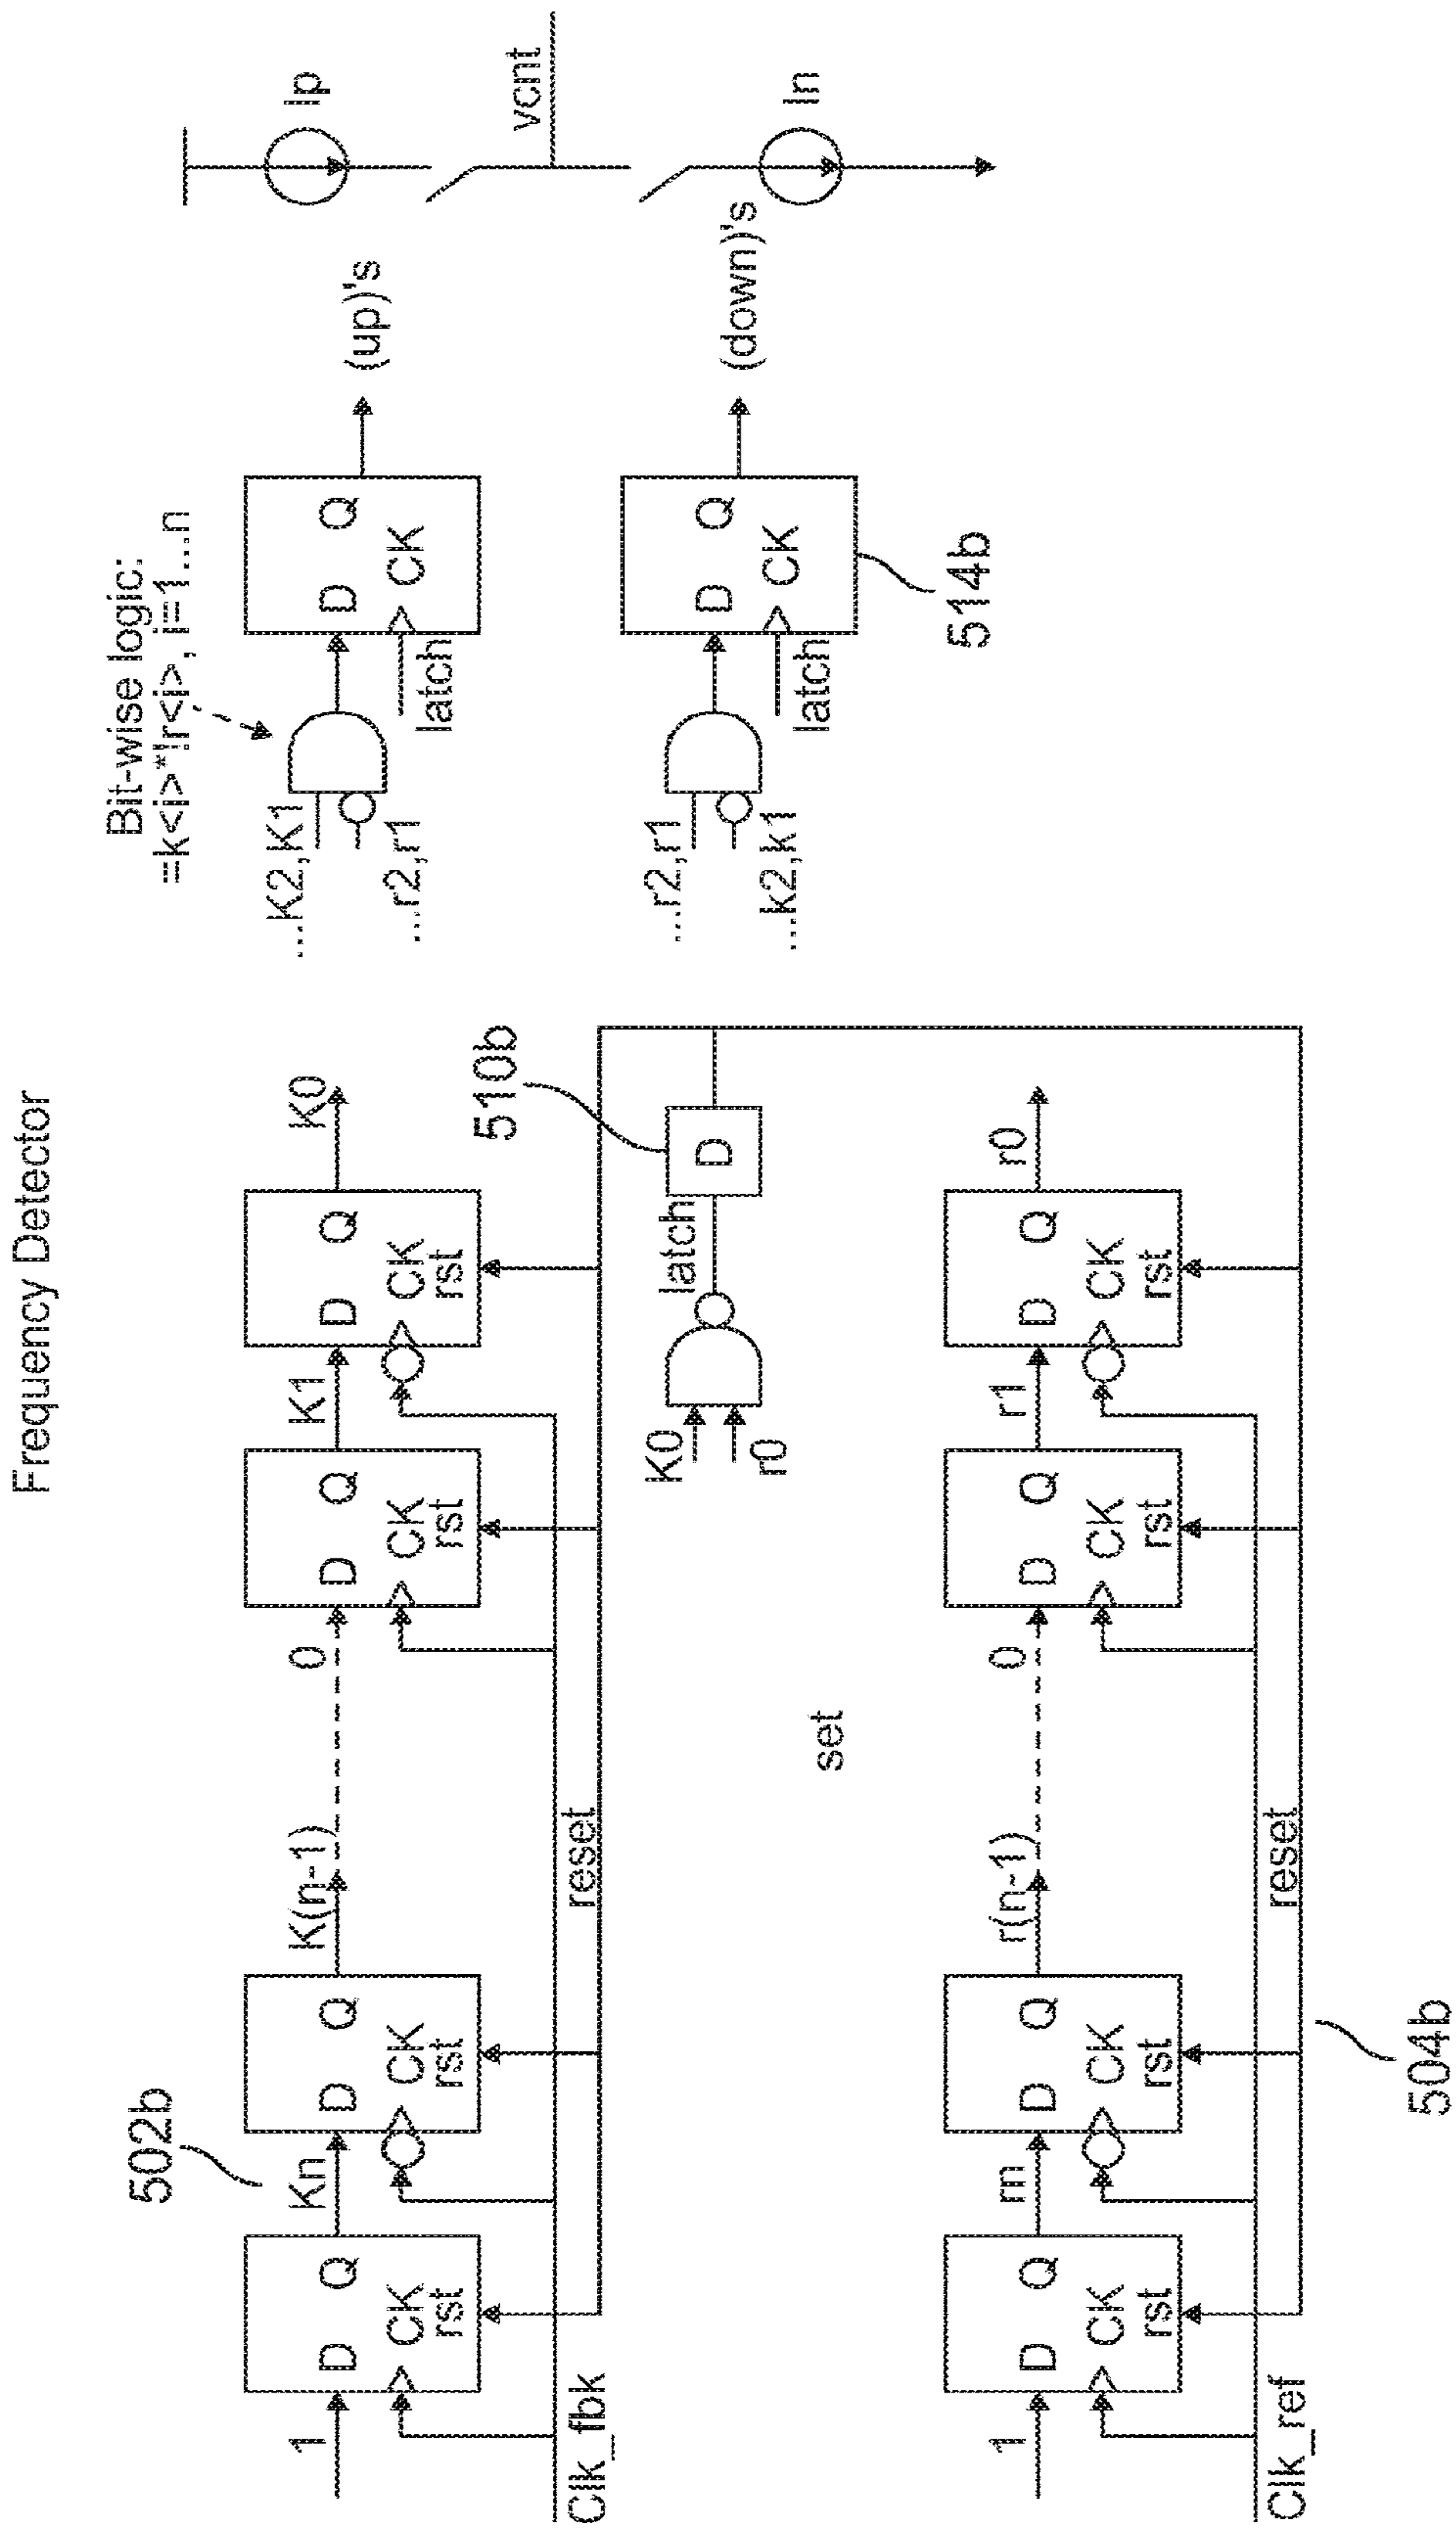 Frequency Detector
502b
1
D Q
CK
rst
Kn
D Q
CK
rst
K(n-1)
0
D Q
CK
rst
K1
D Q
CK
rst
K0
Clk_fbk
reset
510b
K0
r0
latch
D
set
1
D Q
CK
rst
rn
D Q
CK
rst
r(n-1)
0
D Q
CK
rst
r1
D Q
CK
rst
r0
Clk_ref
reset
504b
Bit-wise logic:
=k<i>*!r<i>, i=1...n
...K2,K1
...r2,r1
latch
D Q
CK
(up)'s
...r2,r1
...k2,k1
latch
D Q
CK
(down)'s
514b
Ip
vcnt
In